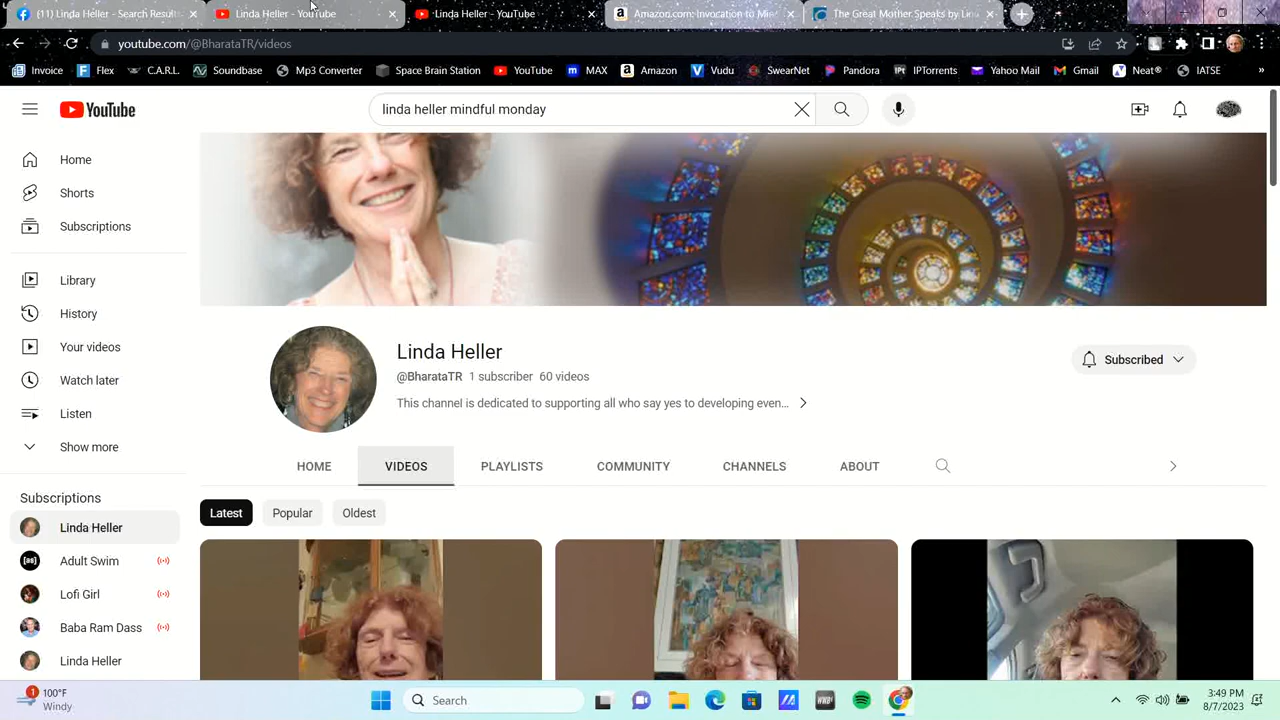 (11) Linda Heller - Search Results
Linda Heller - YouTube
Linda Heller - YouTube
Amazon.com: Invocation to Mi
The Great Mother Speaks by Lin
youtube.com/@BharataTR/videos
Invoice
Flex
C.A.R.L.
Soundbase
Mp3 Converter
Space Brain Station
YouTube
MAX
Amazon
Vudu
SwearNet
Pandora
IPTorrents
Yahoo Mail
Gmail
Neat®
IATSE
»
YouTube
linda heller mindful monday
Home
Shorts
Subscriptions
Library
History
Your videos
Watch later
Listen
Show more
Subscriptions
Linda Heller
Adult Swim
Lofi Girl
Baba Ram Dass
Linda Heller
Linda Heller
@BharataTR 1 subscriber 60 videos
This channel is dedicated to supporting all who say yes to developing even...
Subscribed
HOME
VIDEOS
PLAYLISTS
COMMUNITY
CHANNELS
ABOUT
Latest
Popular
Oldest
1
100°F
Windy
Search
3:49 PM
8/7/2023